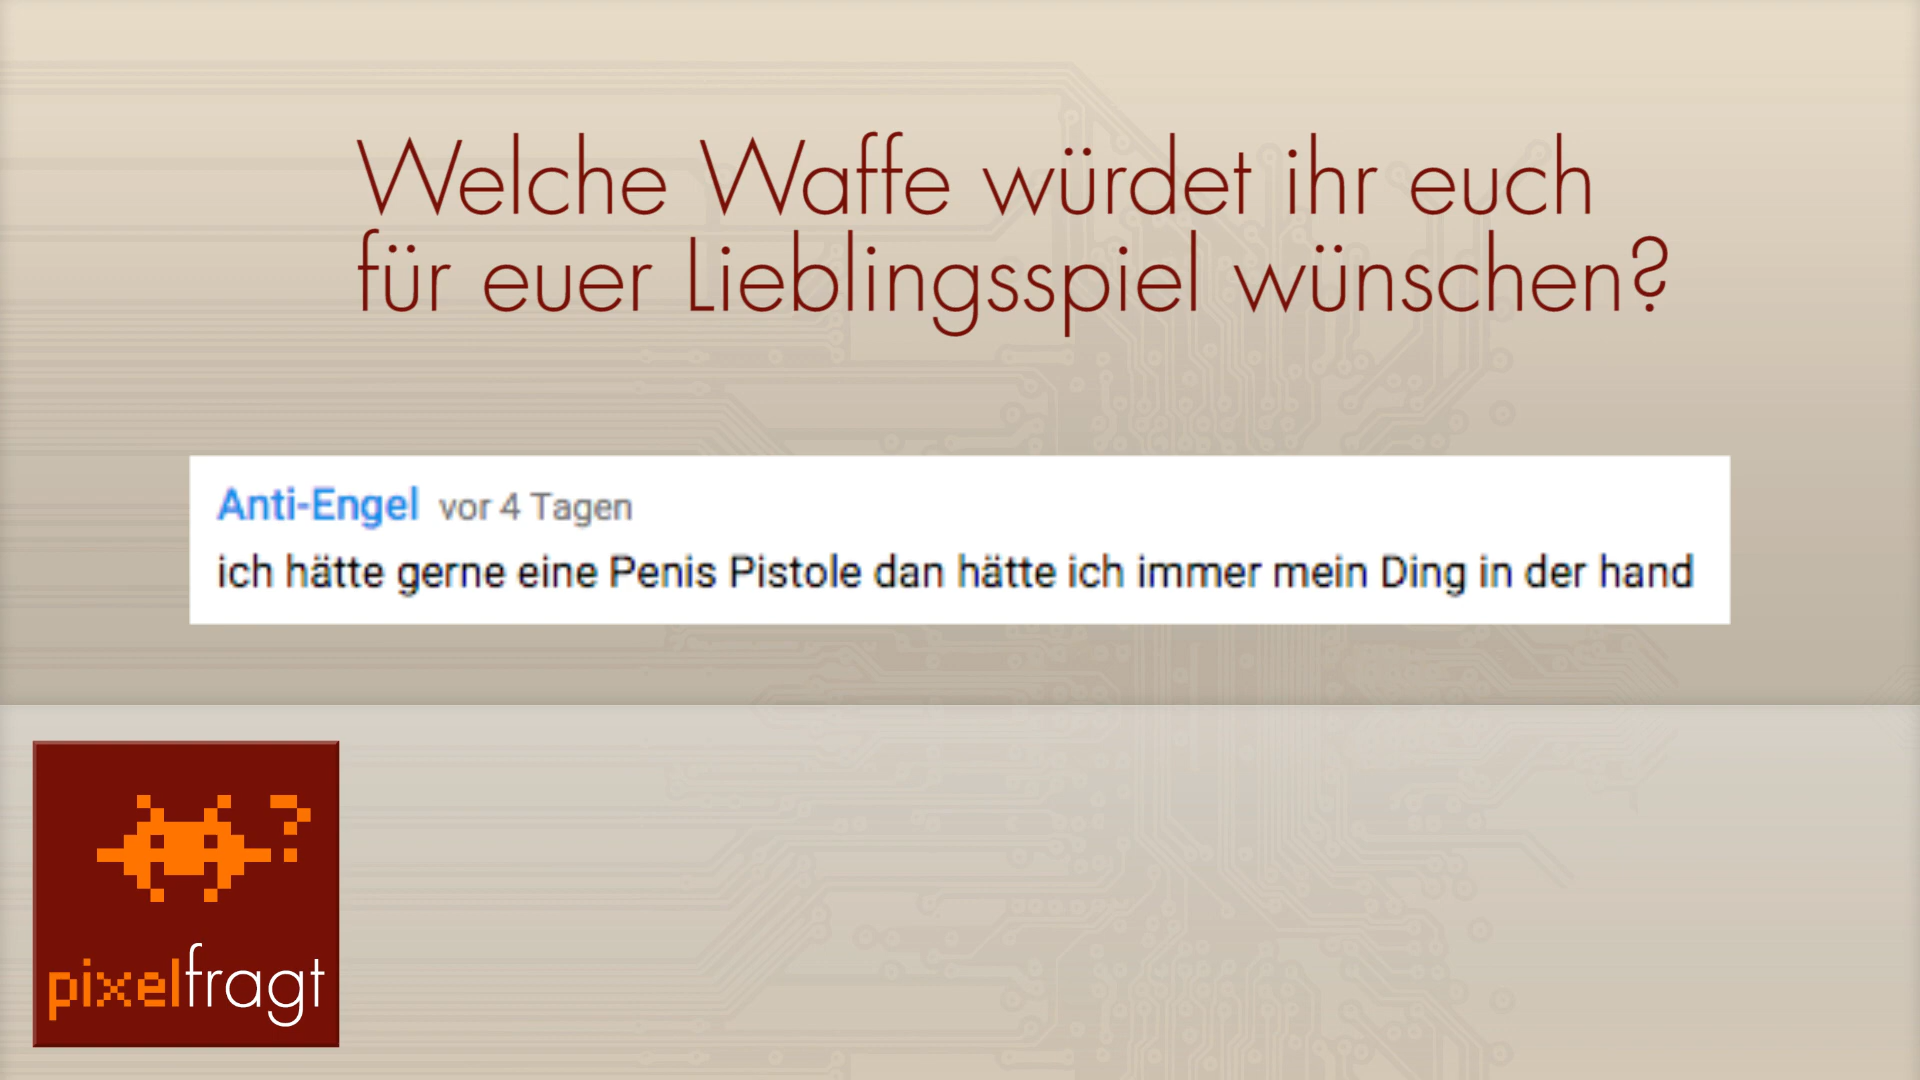 Welche Waffe würdet ihr euch
für euer Lieblingsspiel wünschen?
Anti-Engel vor 4 Tagen
ich hätte gerne eine Penis Pistole dan hätte ich immer mein Ding in der hand
?
pixelfragt